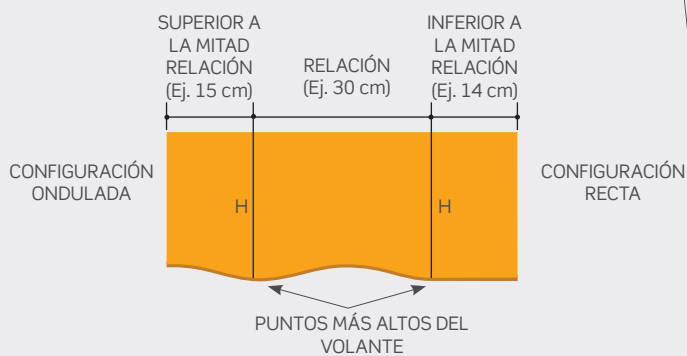 SUPERIOR A
LA MITAD
RELACIÓN
(Ej. 15 cm)
RELACIÓN
(Ej. 30 cm)
INFERIOR A
LA MITAD
RELACIÓN
(Ej. 14 cm)
CONFIGURACIÓN
ONDULADA
H
H
CONFIGURACIÓN
RECTA
PUNTOS MÁS ALTOS DEL
VOLANTE